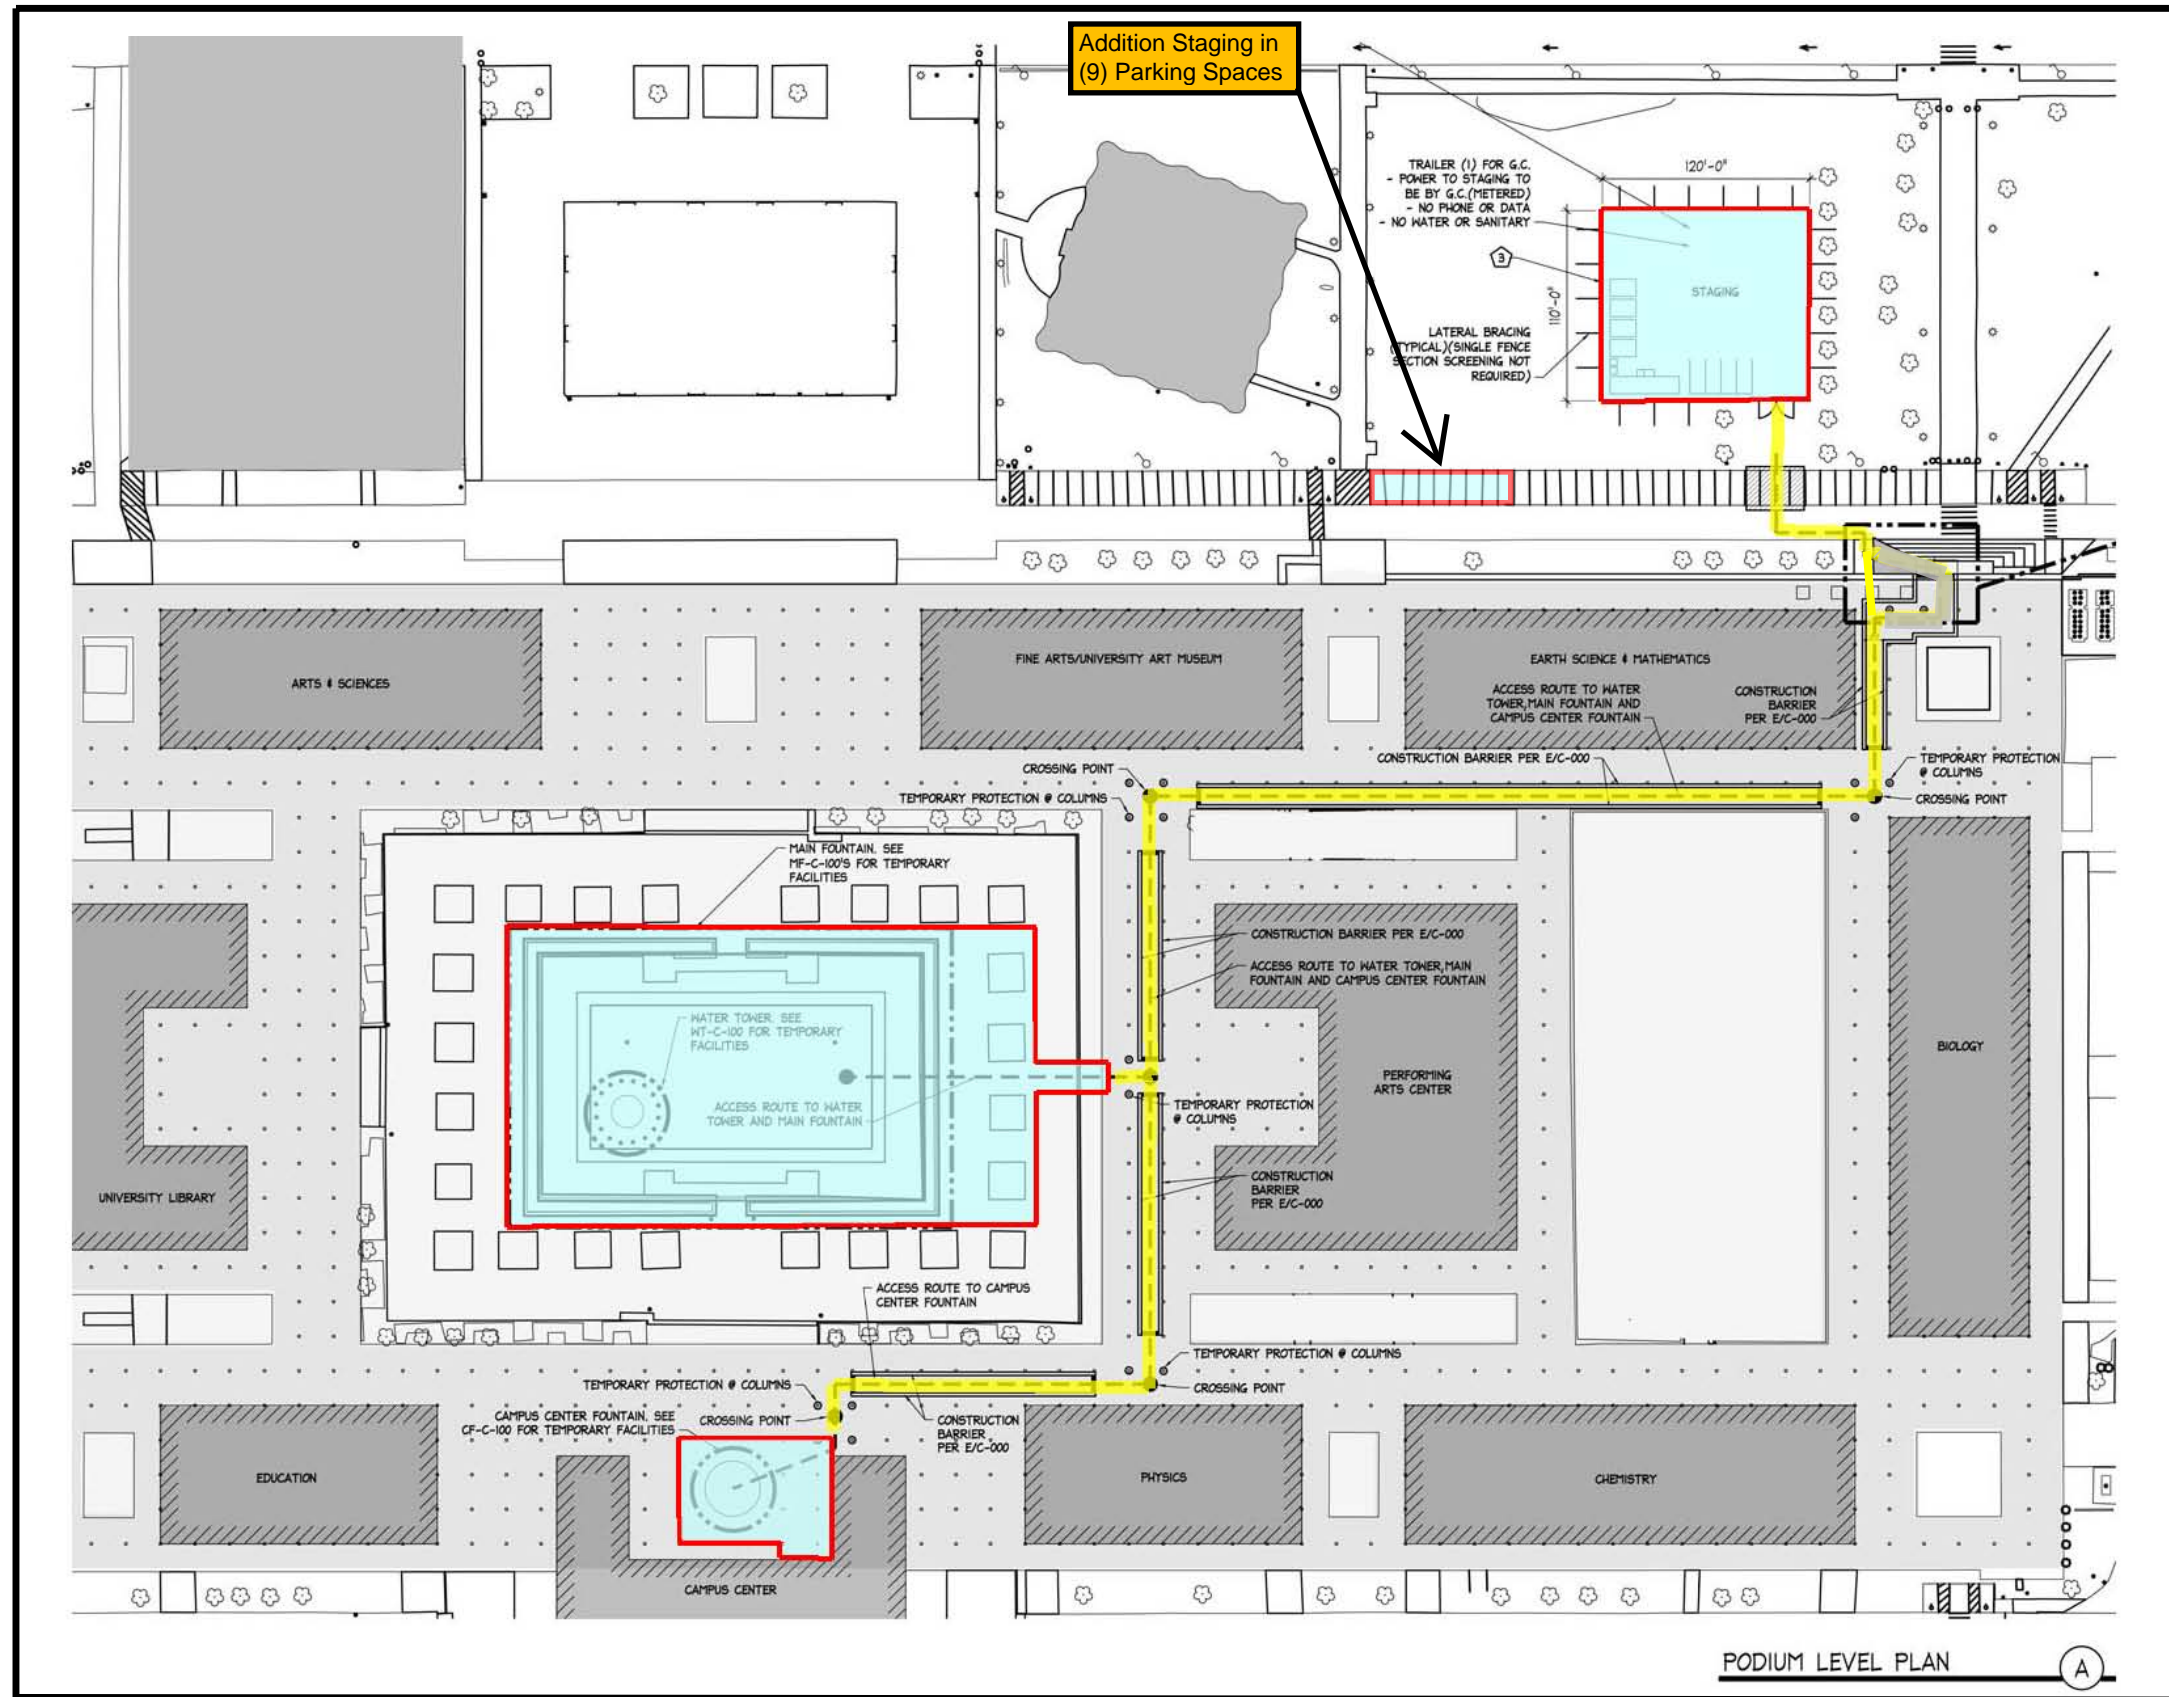 Addition Staging in
(9) Parking Spaces
TRAILER (1) FOR G.C.
- POWER TO STAGING TO
BE BY G.C.(METERED)
- NO PHONE OR DATA
- NO WATER OR SANITARY
120'-0"
3
110'-0"
STAGING
LATERAL BRACING
(TYPICAL)(SINGLE FENCE
SECTION SCREENING NOT
REQUIRED)
ARTS & SCIENCES
FINE ARTS/UNIVERSITY ART MUSEUM
EARTH SCIENCE & MATHEMATICS
ACCESS ROUTE TO WATER
TOWER,MAIN FOUNTAIN AND
CAMPUS CENTER FOUNTAIN
CONSTRUCTION
BARRIER
PER E/C-000
CONSTRUCTION BARRIER PER E/C-000
CROSSING POINT
TEMPORARY PROTECTION @ COLUMNS
TEMPORARY PROTECTION
@ COLUMNS
CROSSING POINT
MAIN FOUNTAIN. SEE
MF-C-100'S FOR TEMPORARY
FACILITIES
CONSTRUCTION BARRIER PER E/C-000
ACCESS ROUTE TO WATER TOWER,MAIN
FOUNTAIN AND CAMPUS CENTER FOUNTAIN
WATER TOWER. SEE
WT-C-100 FOR TEMPORARY
FACILITIES
ACCESS ROUTE TO WATER
TOWER AND MAIN FOUNTAIN
PERFORMING
ARTS CENTER
BIOLOGY
TEMPORARY PROTECTION
@ COLUMNS
CONSTRUCTION
BARRIER
PER E/C-000
UNIVERSITY LIBRARY
ACCESS ROUTE TO CAMPUS
CENTER FOUNTAIN
TEMPORARY PROTECTION @ COLUMNS
CROSSING POINT
TEMPORARY PROTECTION @ COLUMNS
CAMPUS CENTER FOUNTAIN. SEE
CF-C-100 FOR TEMPORARY FACILITIES
CROSSING POINT
CONSTRUCTION
BARRIER
PER E/C-000
EDUCATION
PHYSICS
CHEMISTRY
CAMPUS CENTER
PODIUM LEVEL PLAN
A